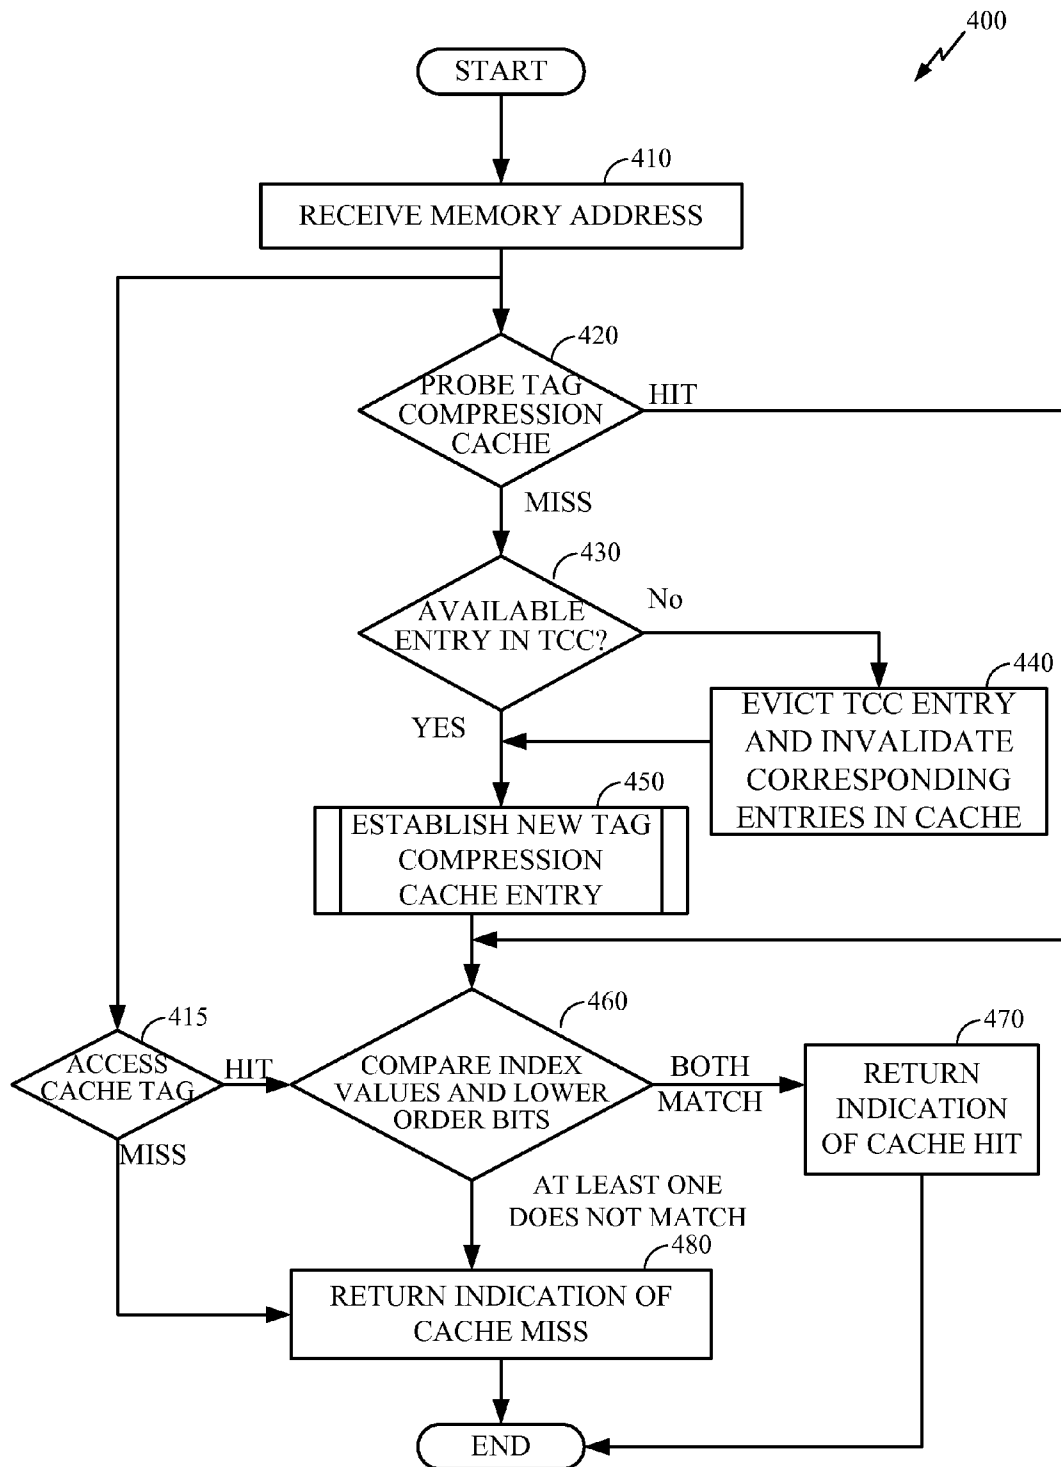 400
START
410
RECEIVE MEMORY ADDRESS
420
PROBE TAG
COMPRESSION
CACHE
HIT
MISS
430
AVAILABLE
ENTRY IN TCC?
No
YES
440
EVICT TCC ENTRY
AND INVALIDATE
CORRESPONDING
ENTRIES IN CACHE
450
ESTABLISH NEW TAG
COMPRESSION
CACHE ENTRY
415
ACCESS
CACHE TAG
HIT
MISS
460
COMPARE INDEX
VALUES AND LOWER
ORDER BITS
BOTH
MATCH
470
RETURN
INDICATION
OF CACHE HIT
AT LEAST ONE
DOES NOT MATCH
480
RETURN INDICATION OF
CACHE MISS
END